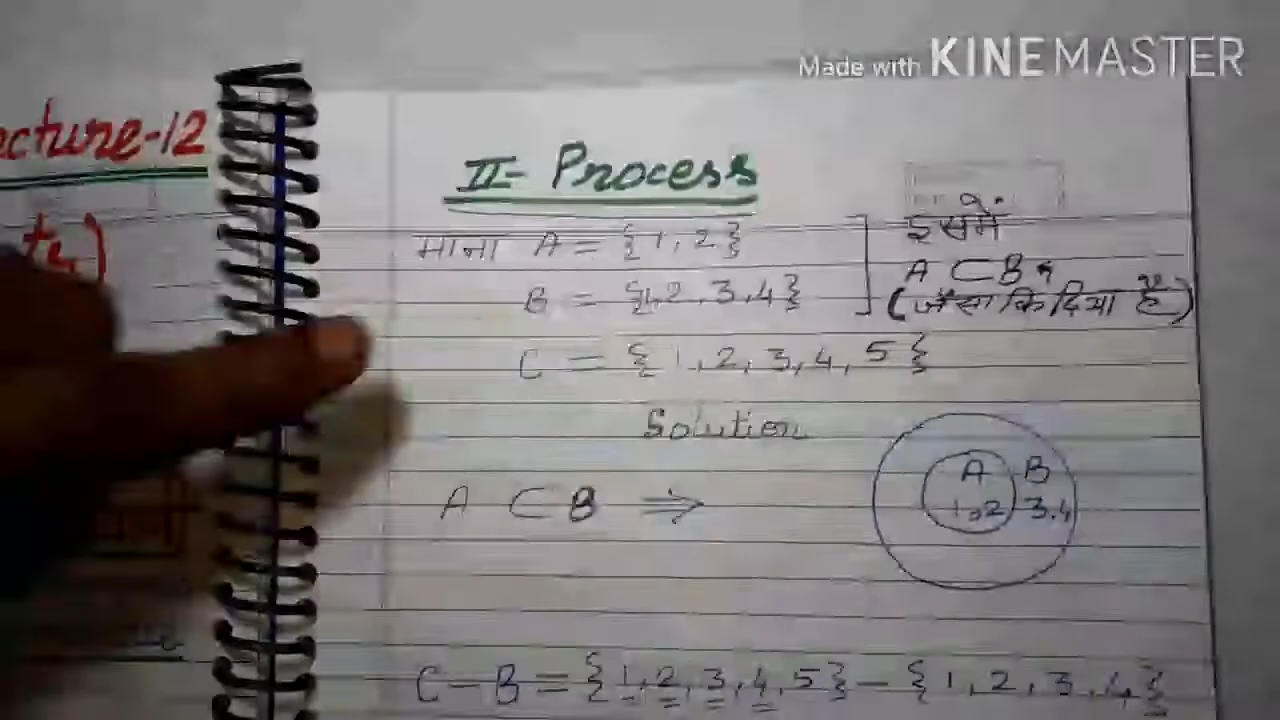 Made with KINEMASTER
ecture-12
II- Process
माना A = {1, 2}
B = {1, 2, 3, 4}
C = {1, 2, 3, 4, 5}
इसमें
A ⊂ B
(जैसा कि दिया है)
Solution
A ⊂ B ⇒
A B
1, 2 3.4
C - B = {1, 2, 3, 4, 5} - {1, 2, 3, 4}